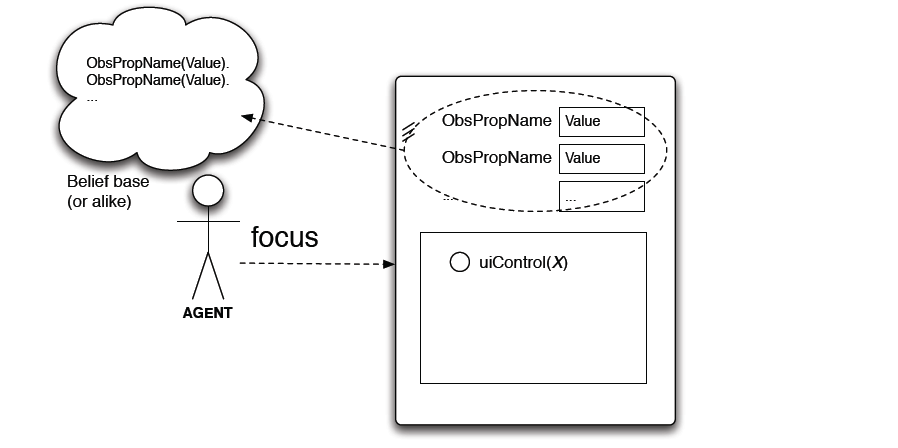 ObsPropName(Value).
ObsPropName(Value).
...
Belief base
(or alike)
focus
AGENT
ObsPropName Value
ObsPropName Value
... ...
uiControl(X)